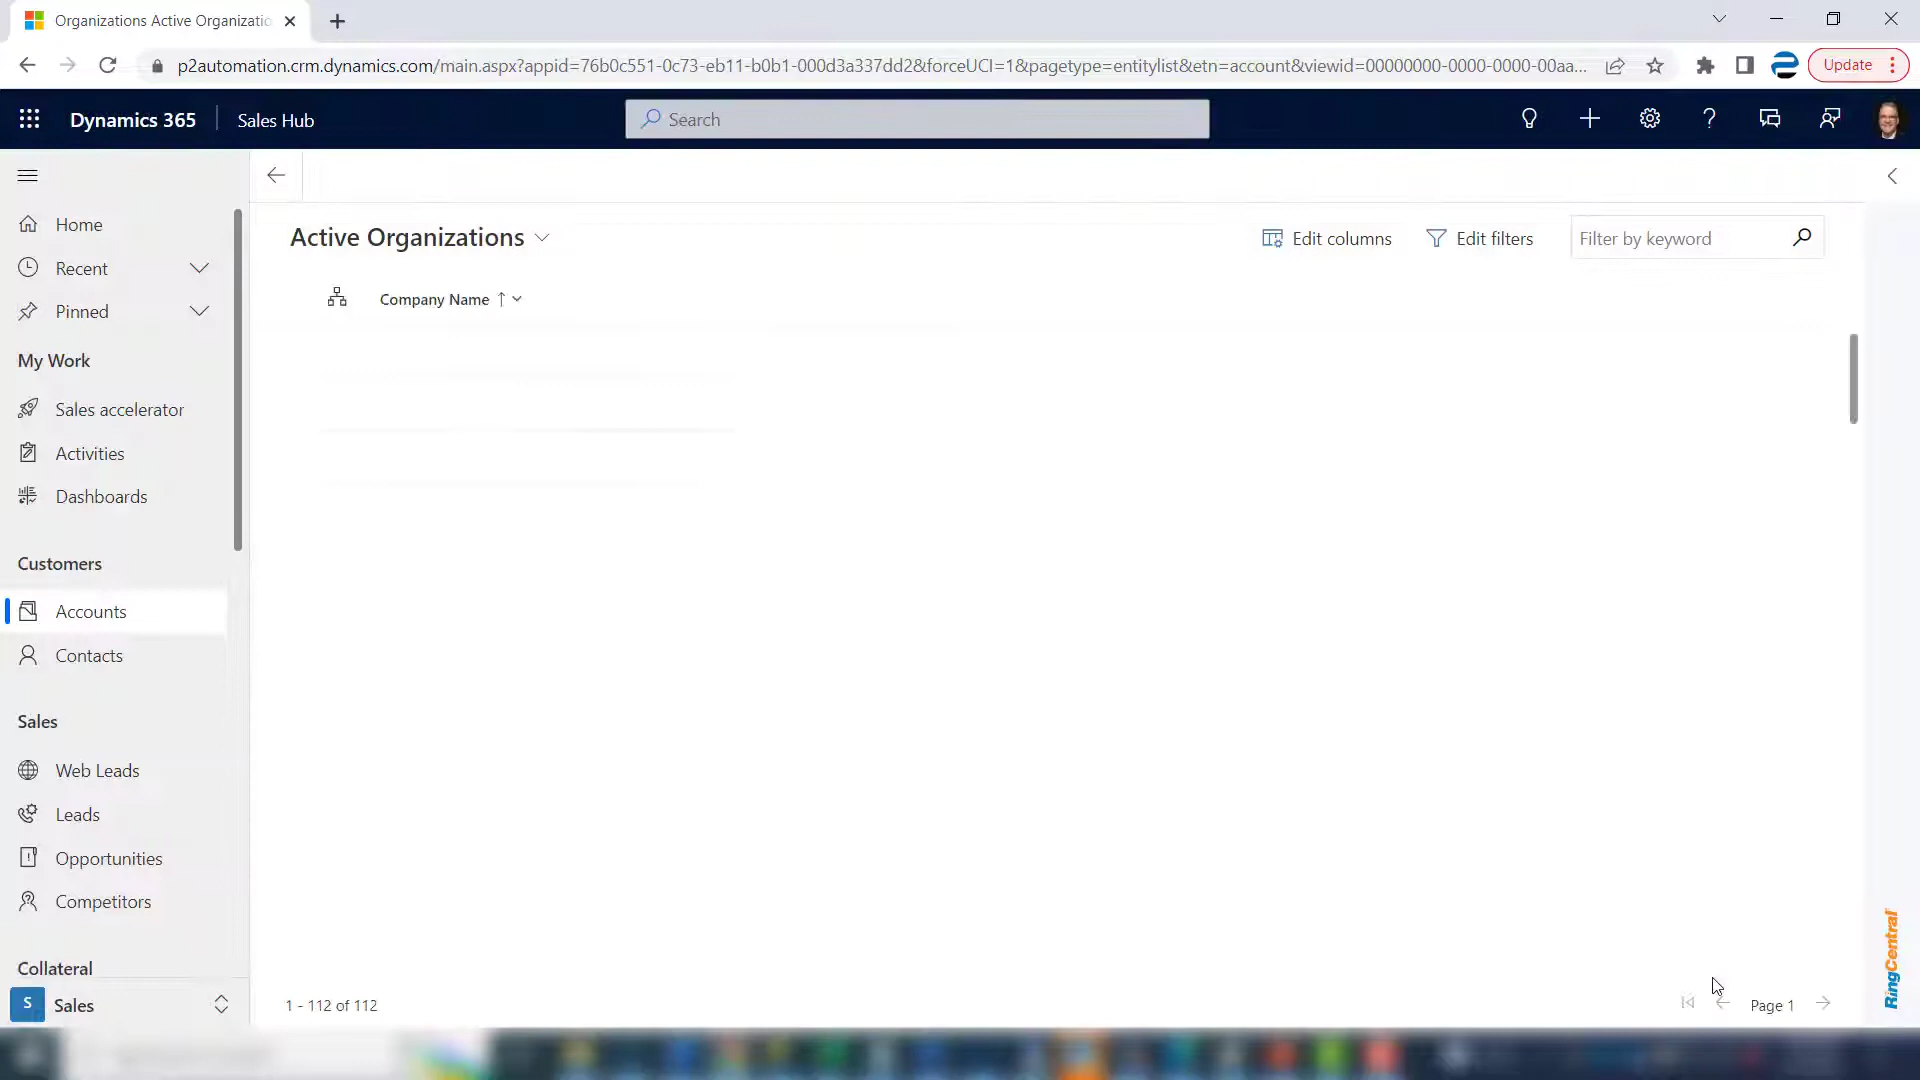 Organizations Active Organizatio
p2automation.crm.dynamics.com/main.aspx?appid=76b0c551-0c73-eb11-b0b1-000d3a337dd2&forceUCI=1&pagetype=entitylist&etn=account&viewid=00000000-0000-0000-00aa...
Update
Dynamics 365
Sales Hub
Search
Home
Recent
Pinned
My Work
Sales accelerator
Activities
Dashboards
Customers
Accounts
Contacts
Sales
Web Leads
Leads
Opportunities
Competitors
Collateral
S
Sales
Active Organizations
Edit columns
Edit filters
Filter by keyword
Company Name
1 - 112 of 112
Page 1
RingCentral